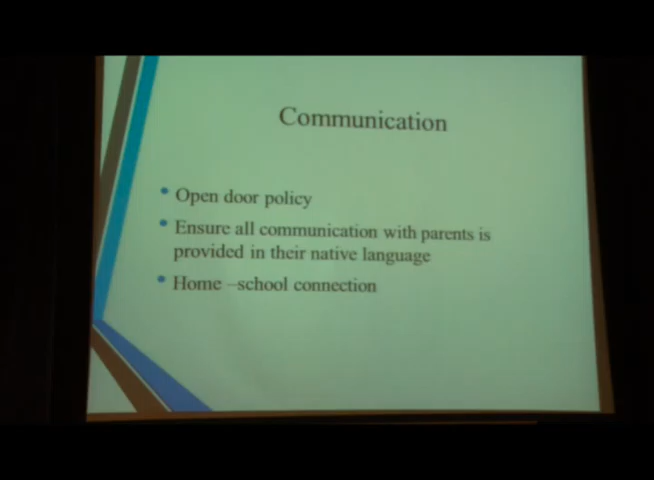 Communication
• Open door policy
• Ensure all communication with parents is
provided in their native language
• Home –school connection